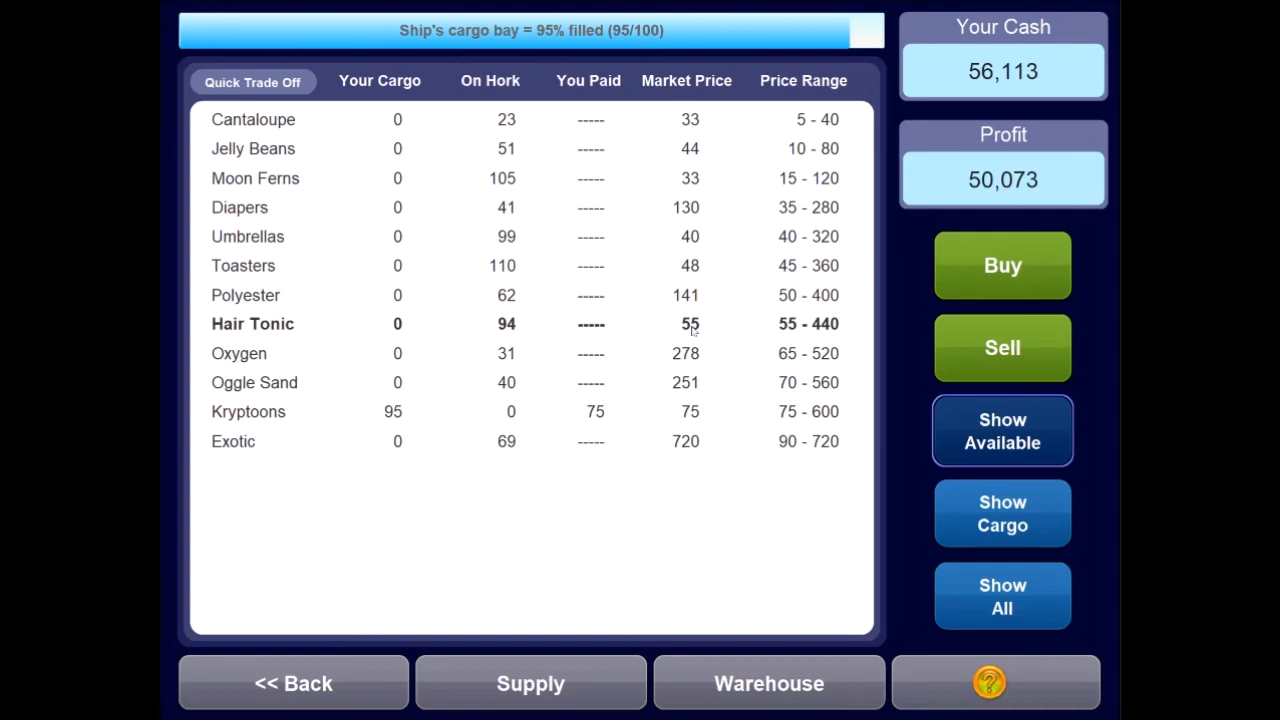 Ship's cargo bay = 95% filled (95/100)
Your Cash
56,113
Quick Trade Off Your Cargo On Hork You Paid Market Price Price Range
Cantaloupe 0 23 ----- 33 5 - 40
Jelly Beans 0 51 ----- 44 10 - 80
Moon Ferns 0 105 ----- 33 15 - 120
Diapers 0 41 ----- 130 35 - 280
Umbrellas 0 99 ----- 40 40 - 320
Toasters 0 110 ----- 48 45 - 360
Polyester 0 62 ----- 141 50 - 400
Hair Tonic 0 94 ----- 55 55 - 440
Oxygen 0 31 ----- 278 65 - 520
Oggle Sand 0 40 ----- 251 70 - 560
Kryptoons 95 0 75 75 75 - 600
Exotic 0 69 ----- 720 90 - 720
Profit
50,073
Buy
Sell
Show
Available
Show
Cargo
Show
All
<< Back Supply Warehouse ?